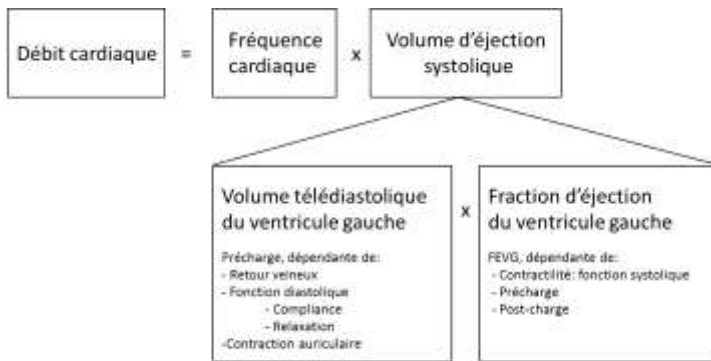 Débit cardiaque
=
Fréquence
cardiaque
x
Volume d'éjection
systolique
Volume télédiastolique
du ventricule gauche
Précharge, dépendante de:
- Retour veineux
- Fonction diastolique
- Compliance
- Relaxation
-Contraction auriculaire
x
Fraction d'éjection
du ventricule gauche
FEVG, dépendante de:
- Contractilité: fonction systolique
- Précharge
- Post-charge